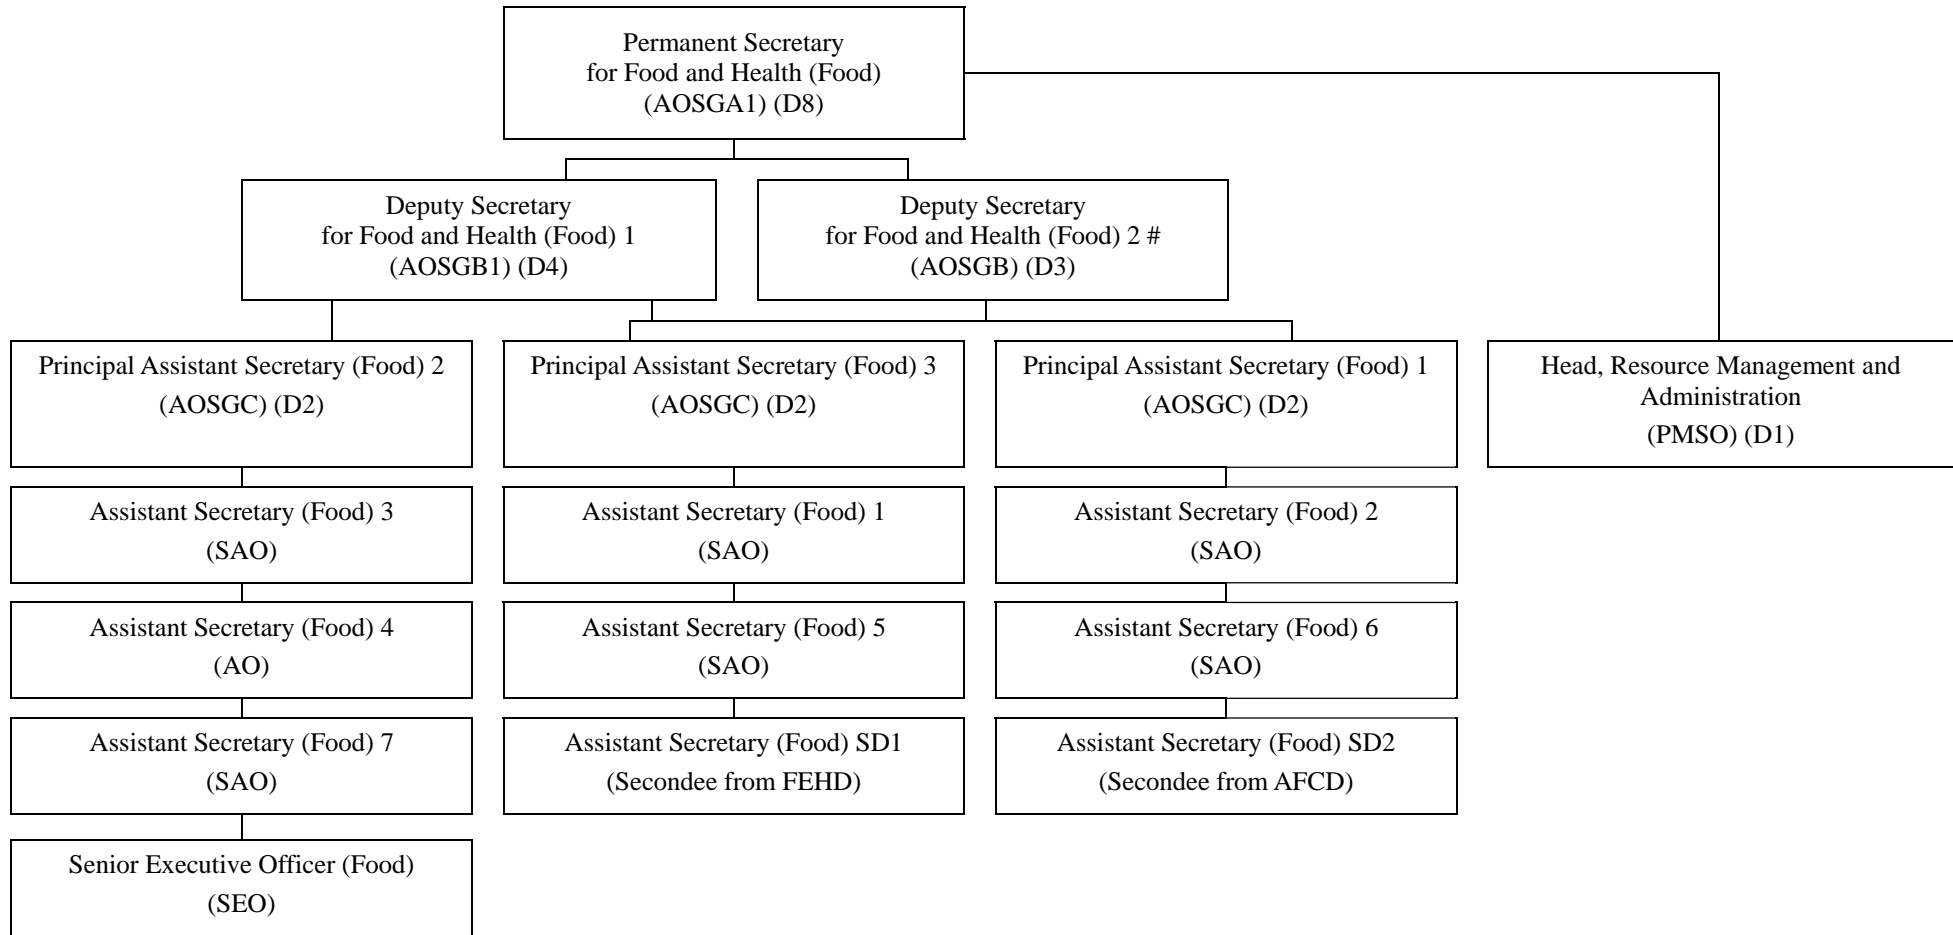 Permanent Secretary
for Food and Health (Food)
(AOSGA1) (D8)
Deputy Secretary
for Food and Health (Food) 1
(AOSGB1) (D4)
Deputy Secretary
for Food and Health (Food) 2 #
(AOSGB) (D3)
Principal Assistant Secretary (Food) 2
(AOSGC) (D2)
Principal Assistant Secretary (Food) 3
(AOSGC) (D2)
Principal Assistant Secretary (Food) 1
(AOSGC) (D2)
Head, Resource Management and
Administration
(PMSO) (D1)
Assistant Secretary (Food) 3
(SAO)
Assistant Secretary (Food) 1
(SAO)
Assistant Secretary (Food) 2
(SAO)
Assistant Secretary (Food) 4
(AO)
Assistant Secretary (Food) 5
(SAO)
Assistant Secretary (Food) 6
(SAO)
Assistant Secretary (Food) 7
(SAO)
Assistant Secretary (Food) SD1
(Secondee from FEHD)
Assistant Secretary (Food) SD2
(Secondee from AFCD)
Senior Executive Officer (Food)
(SEO)